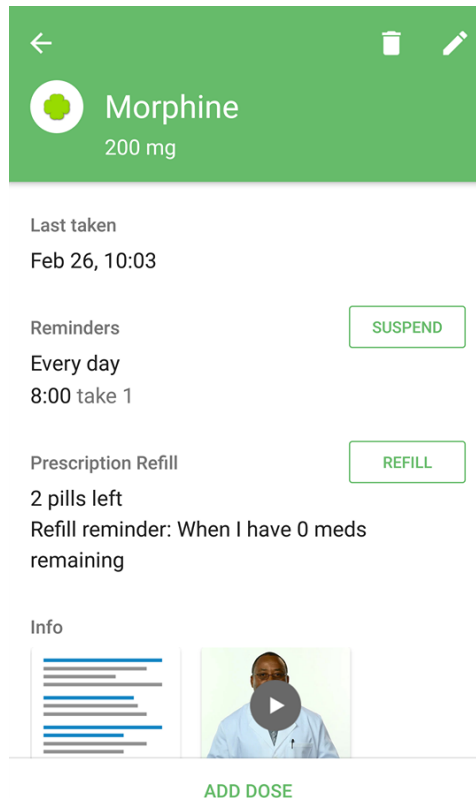 Morphine
200 mg
Last taken
Feb 26, 10:03
Reminders
SUSPEND
Every day
8:00 take 1
Prescription Refill
REFILL
2 pills left
Refill reminder: When I have 0 meds
remaining
Info
ADD DOSE